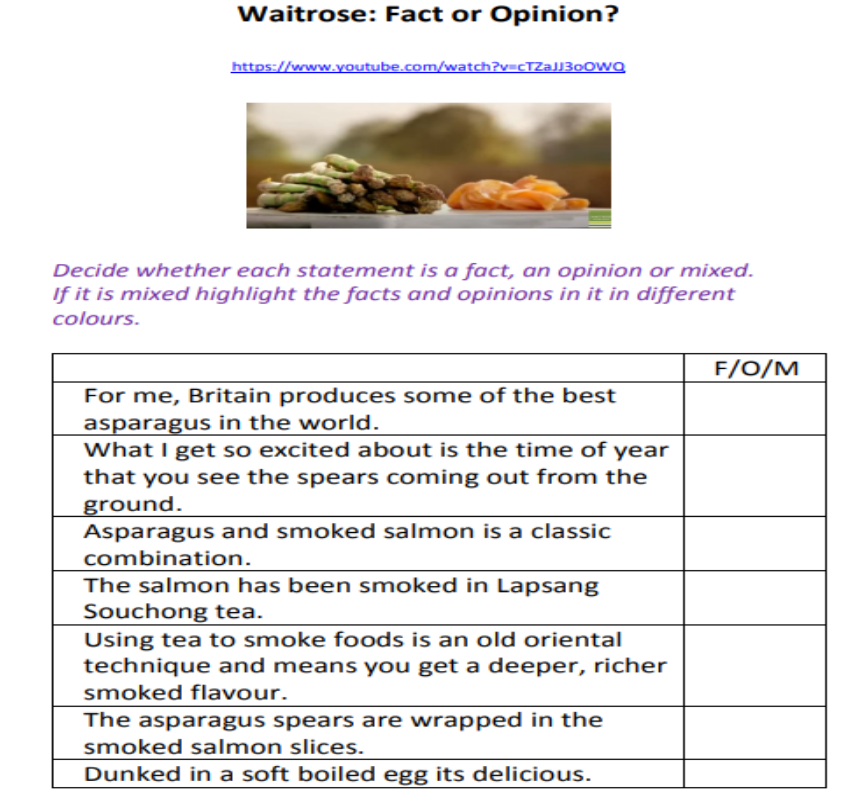 Waitrose: Fact or Opinion?
https://www.youtube.com/watch?v=cTZaJJ3oOWQ
Decide whether each statement is a fact, an opinion or mixed.
If it is mixed highlight the facts and opinions in it in different
colours.
F/O/M
For me, Britain produces some of the best
asparagus in the world.
What I get so excited about is the time of year
that you see the spears coming out from the
ground.
Asparagus and smoked salmon is a classic
combination.
The salmon has been smoked in Lapsang
Souchong tea.
Using tea to smoke foods is an old oriental
technique and means you get a deeper, richer
smoked flavour.
The asparagus spears are wrapped in the
smoked salmon slices.
Dunked in a soft boiled egg its delicious.